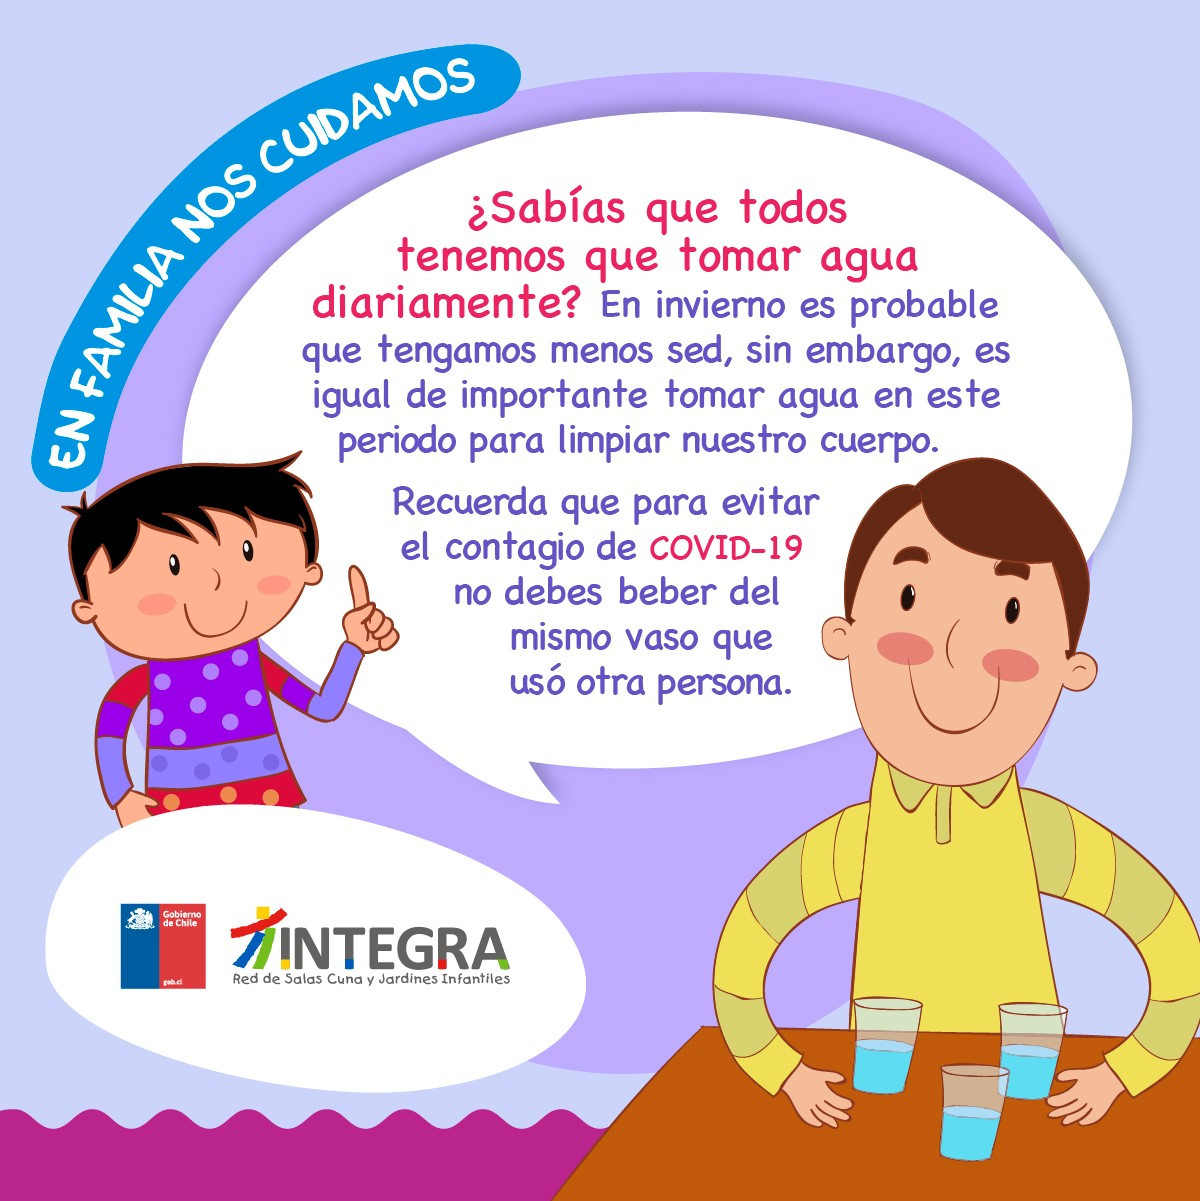 EN FAMILIA NOS CUIDAMOS
¿Sabías que todos
tenemos que tomar agua
diariamente? En invierno es probable
que tengamos menos sed, sin embargo, es
igual de importante tomar agua en este
periodo para limpiar nuestro cuerpo.
Recuerda que para evitar
el contagio de COVID-19
no debes beber del
mismo vaso que
usó otra persona.
Gobierno
de Chile
gob.cl
INTEGRA
Red de Salas Cuna y Jardines Infantiles